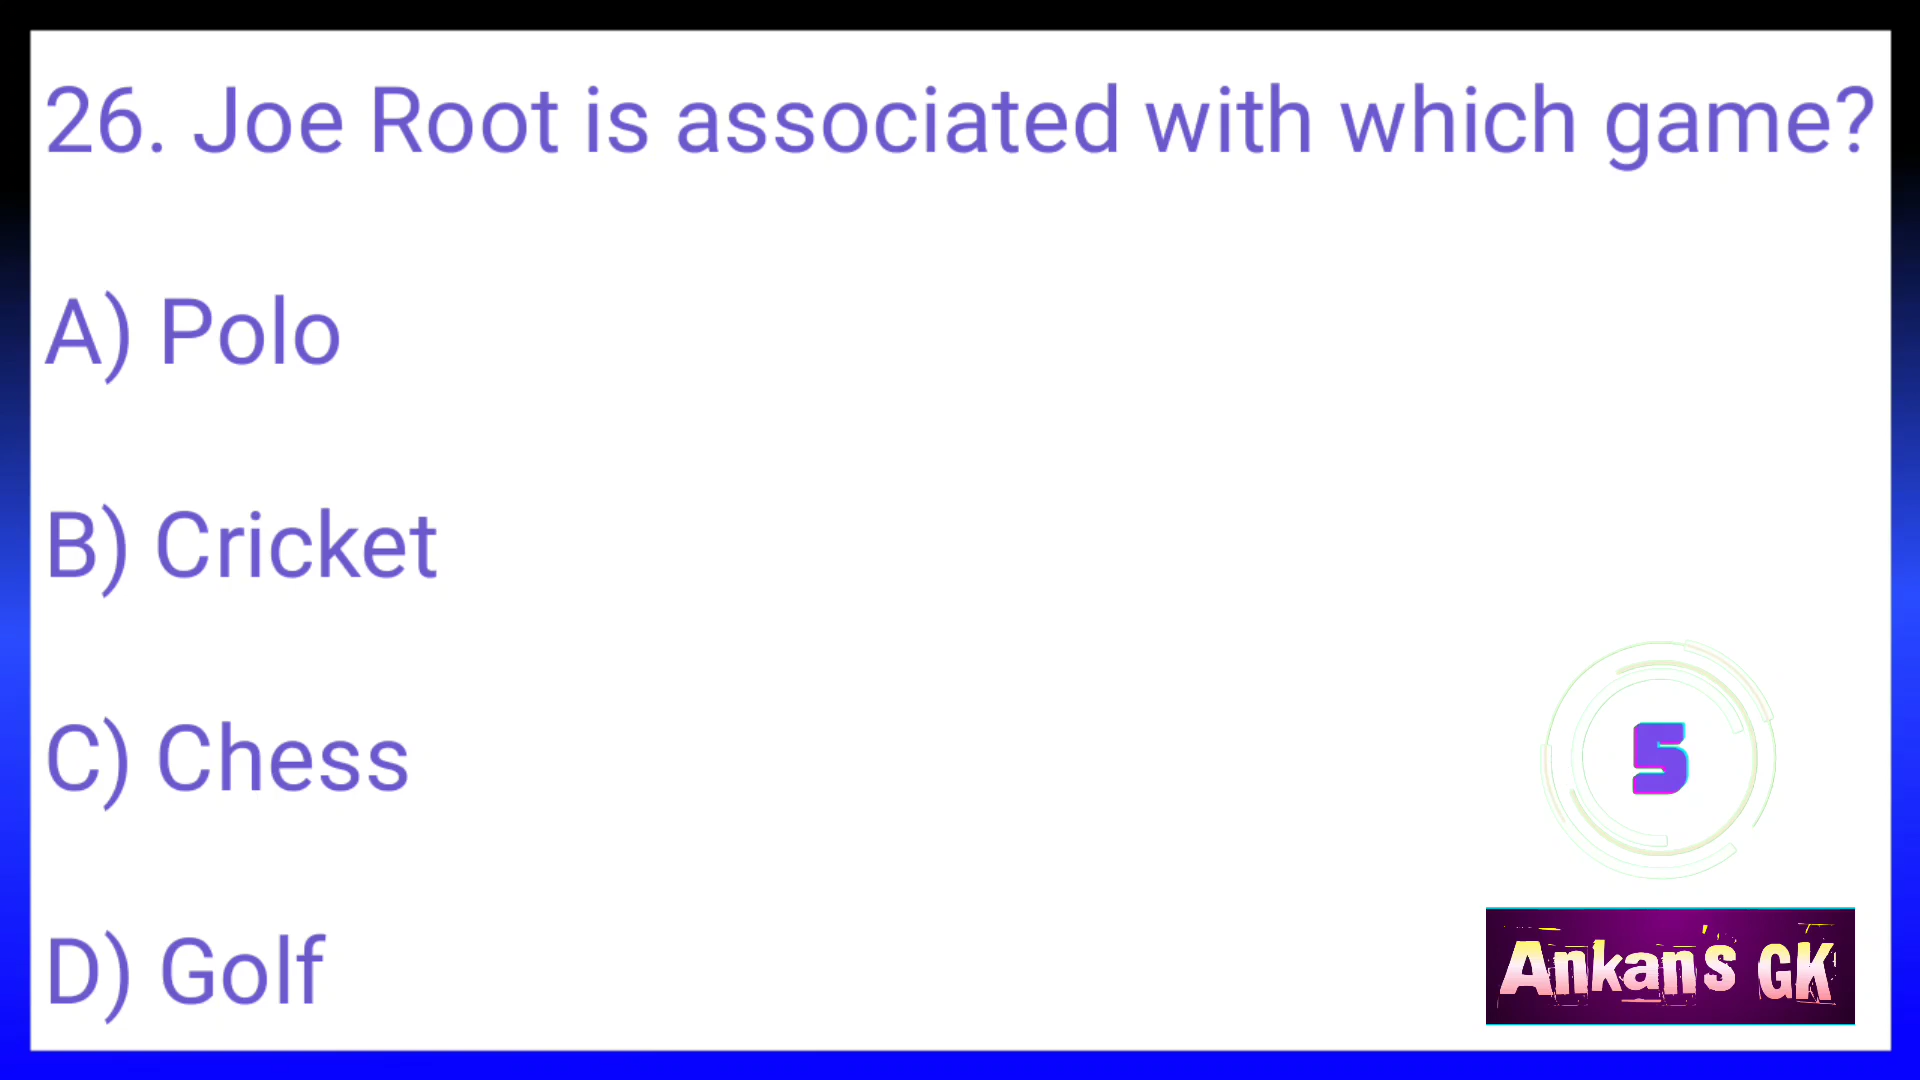 26. Joe Root is associated with which game?
A) Polo
B) Cricket
C) Chess
5
D) Golf
Ankan's GK